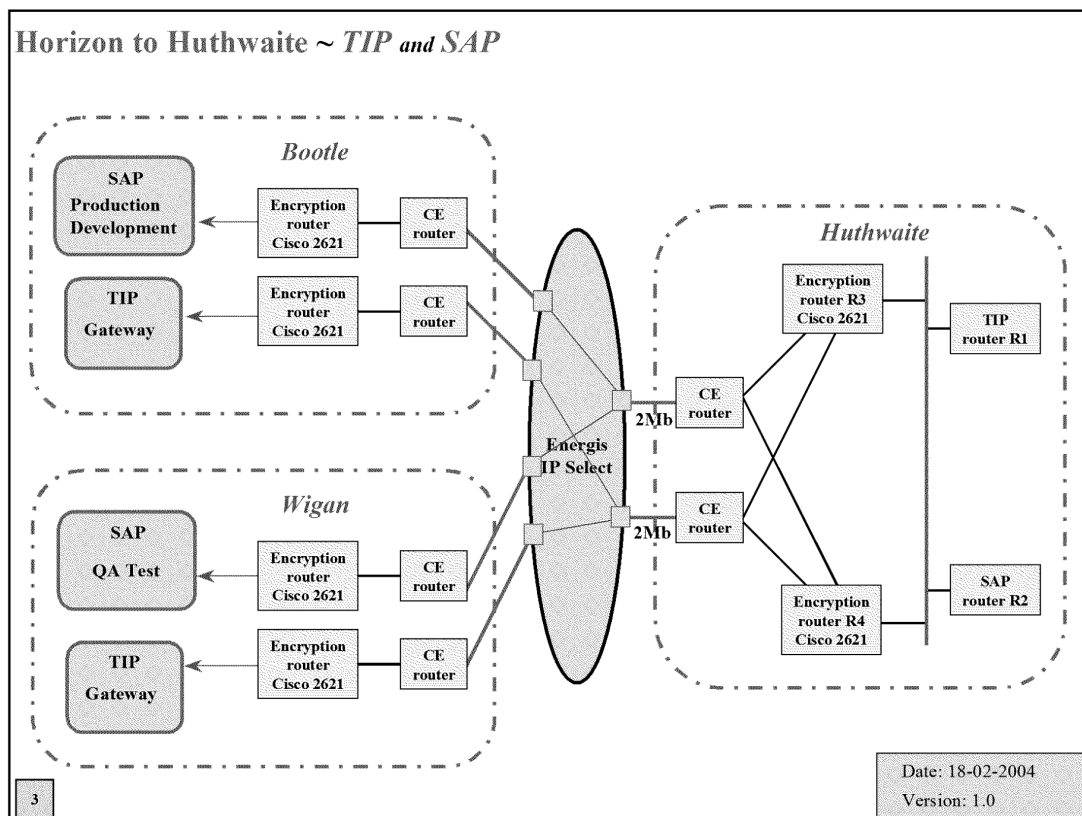 Horizon to Huthwaite ~ TIP and SAP
Bootle
SAP
Production
Development
Encryption
router
Cisco 2621
CE
router
TIP
Gateway
Encryption
router
Cisco 2621
CE
router
Wigan
SAP
QA Test
Encryption
router
Cisco 2621
CE
router
TIP
Gateway
Encryption
router
Cisco 2621
CE
router
Energis
IP Select
2Mb
2Mb
Huthwaite
CE
router
CE
router
Encryption
router R3
Cisco 2621
Encryption
router R4
Cisco 2621
TIP
router R1
SAP
router R2
3
Date: 18-02-2004
Version: 1.0